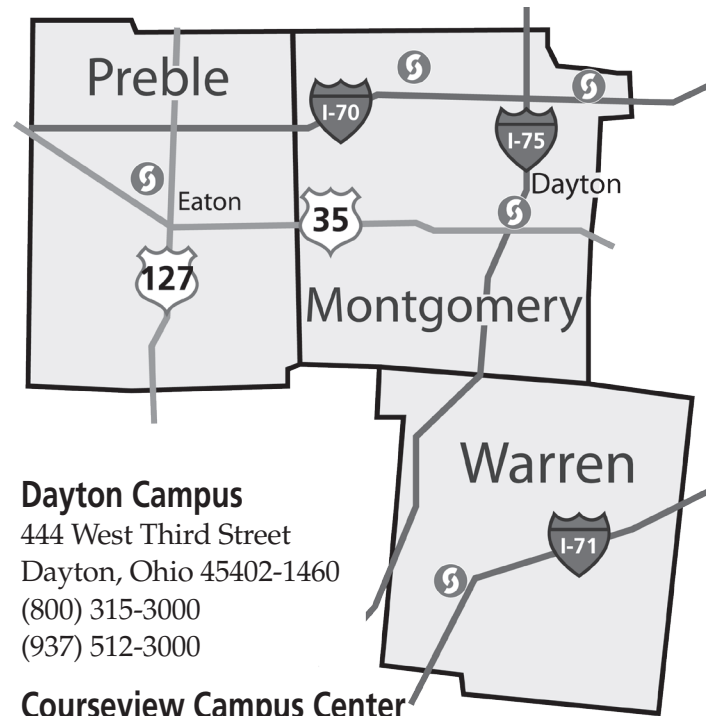 Preble
I-70
I-75
Dayton
Eaton
35
127
Montgomery
Warren
I-71
Dayton Campus
444 West Third Street
Dayton, Ohio 45402-1460
(800) 315-3000
(937) 512-3000
Courseview Campus Center